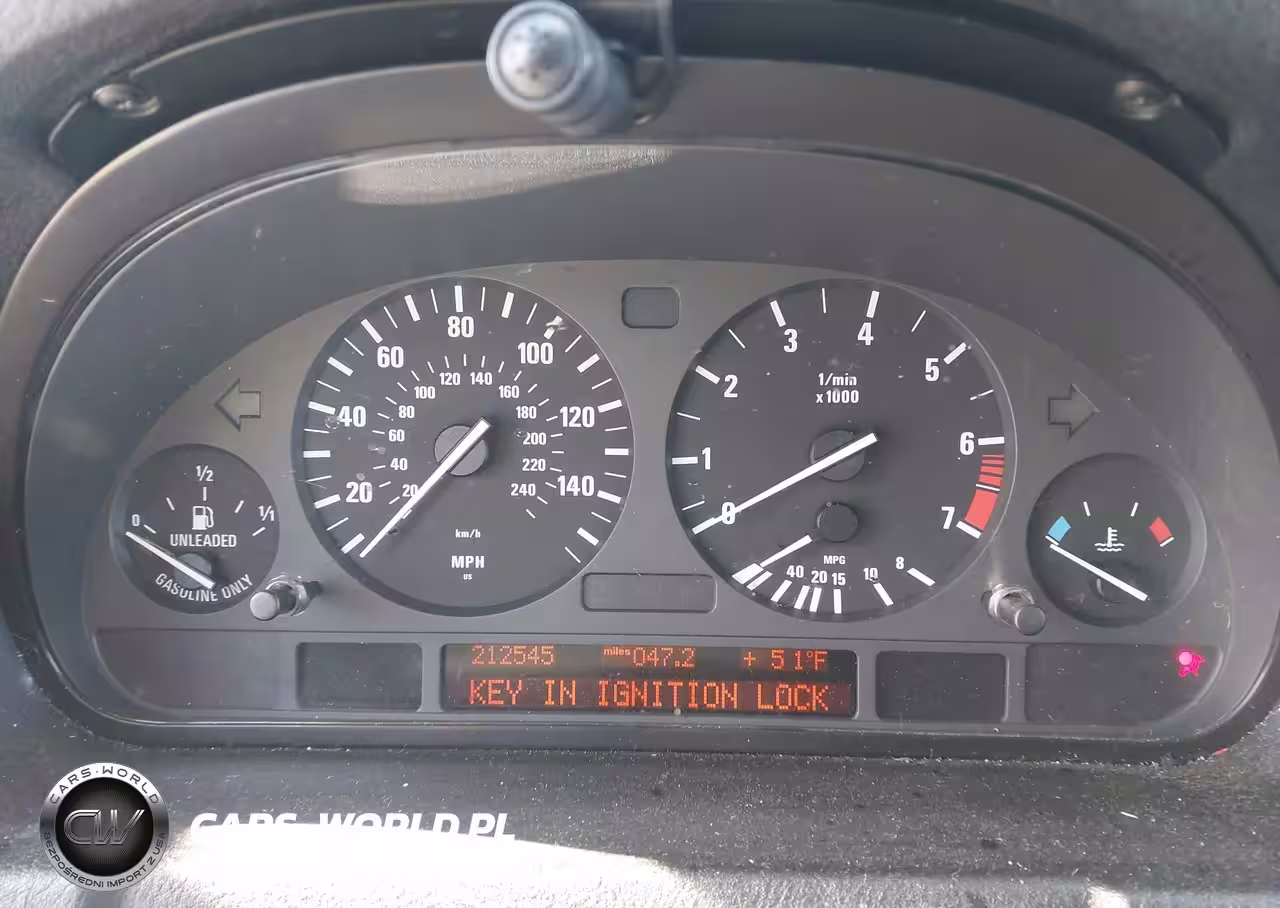 80
60
100
120 140
100
160
40
80
180
120
60
200
40
220
20
20
240
140
km/h
MPH
US
3
4
2
5
1/min
x1000
1
6
0
7
MPG
40 20 15 10 8
1/2
0
1/1
UNLEADED
GASOLINE ONLY
212545 miles 047.2 + 51°F
KEY IN IGNITION LOCK
CARS·WORLD
CW
BEZPOŚREDNI IMPORT Z USA
CARS-WORLD.PL